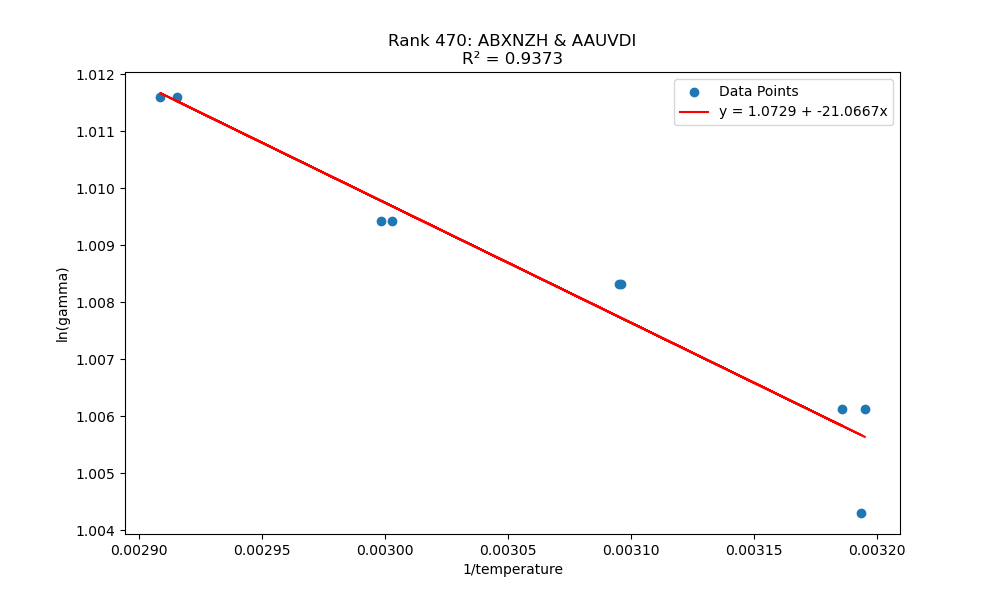 Rank 470: ABXNZH & AAUVDI
R² = 0.9373
Data Points
y = 1.0729 + -21.0667x
ln(gamma)
1.012
1.011
1.010
1.009
1.008
1.007
1.006
1.005
1.004
0.00290 0.00295 0.00300 0.00305 0.00310 0.00315 0.00320
1/temperature